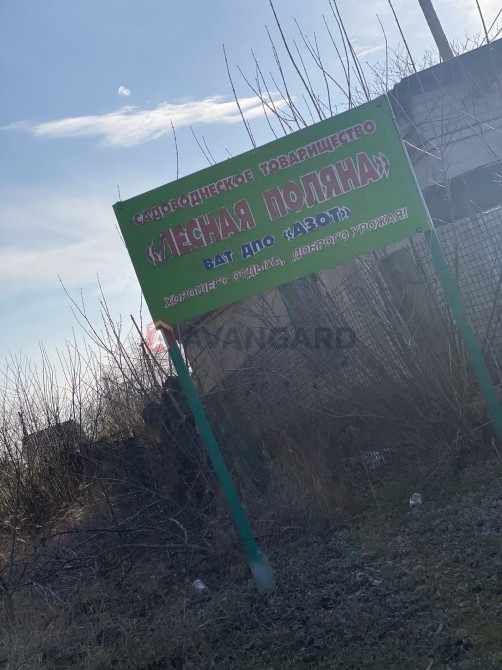 САДОВОДЧЕСКОЕ ТОВАРИЩЕСТВО
«ЛЕСНАЯ ПОЛЯНА»
ВАТ ДПО «АЗОТ»
ХОРОШЕГО ОТДЫХА, ДОБРОГО УРОЖАЯ!
AVANGARD